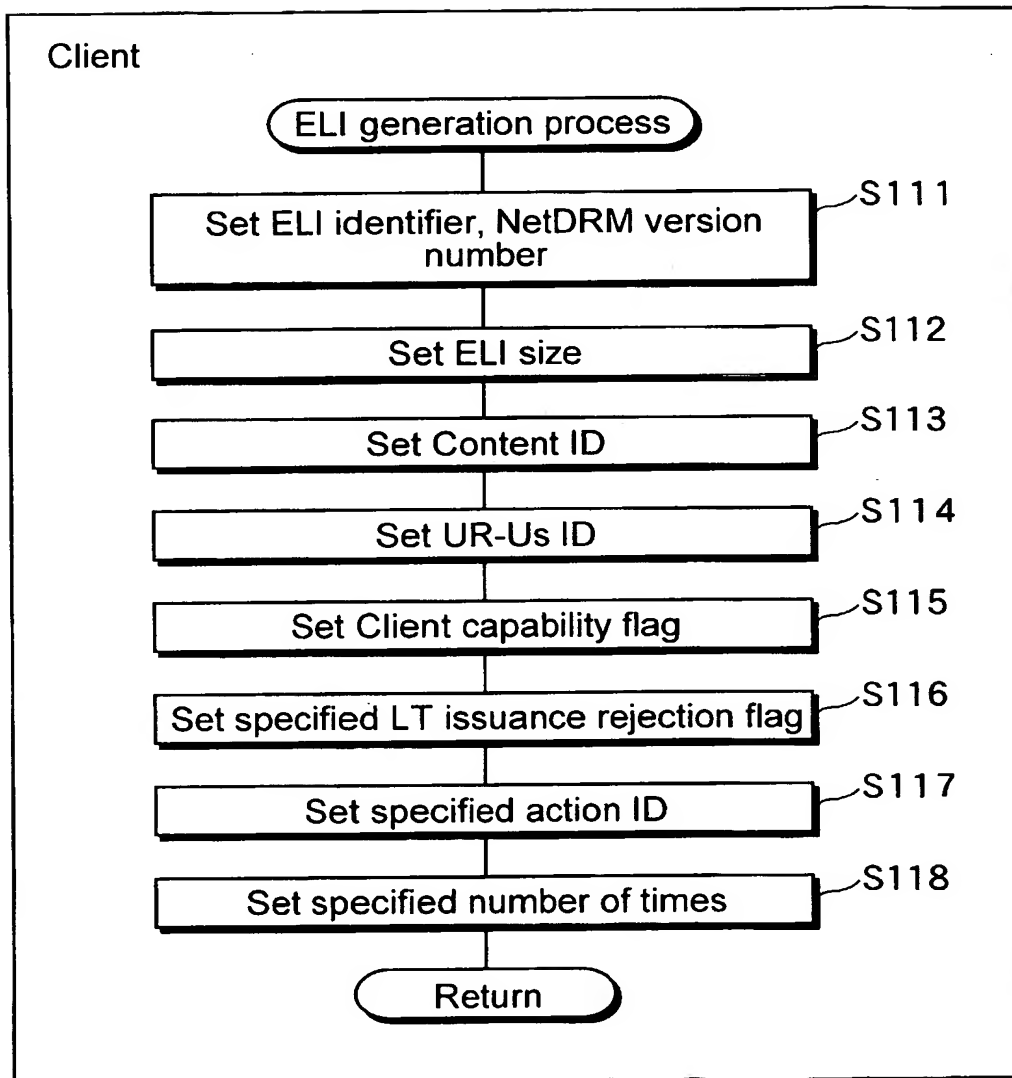 Client
ELI generation process
S111
Set ELI identifier, NetDRM version
number
S112
Set ELI size
S113
Set Content ID
S114
Set UR-Us ID
S115
Set Client capability flag
S116
Set specified LT issuance rejection flag
S117
Set specified action ID
S118
Set specified number of times
Return